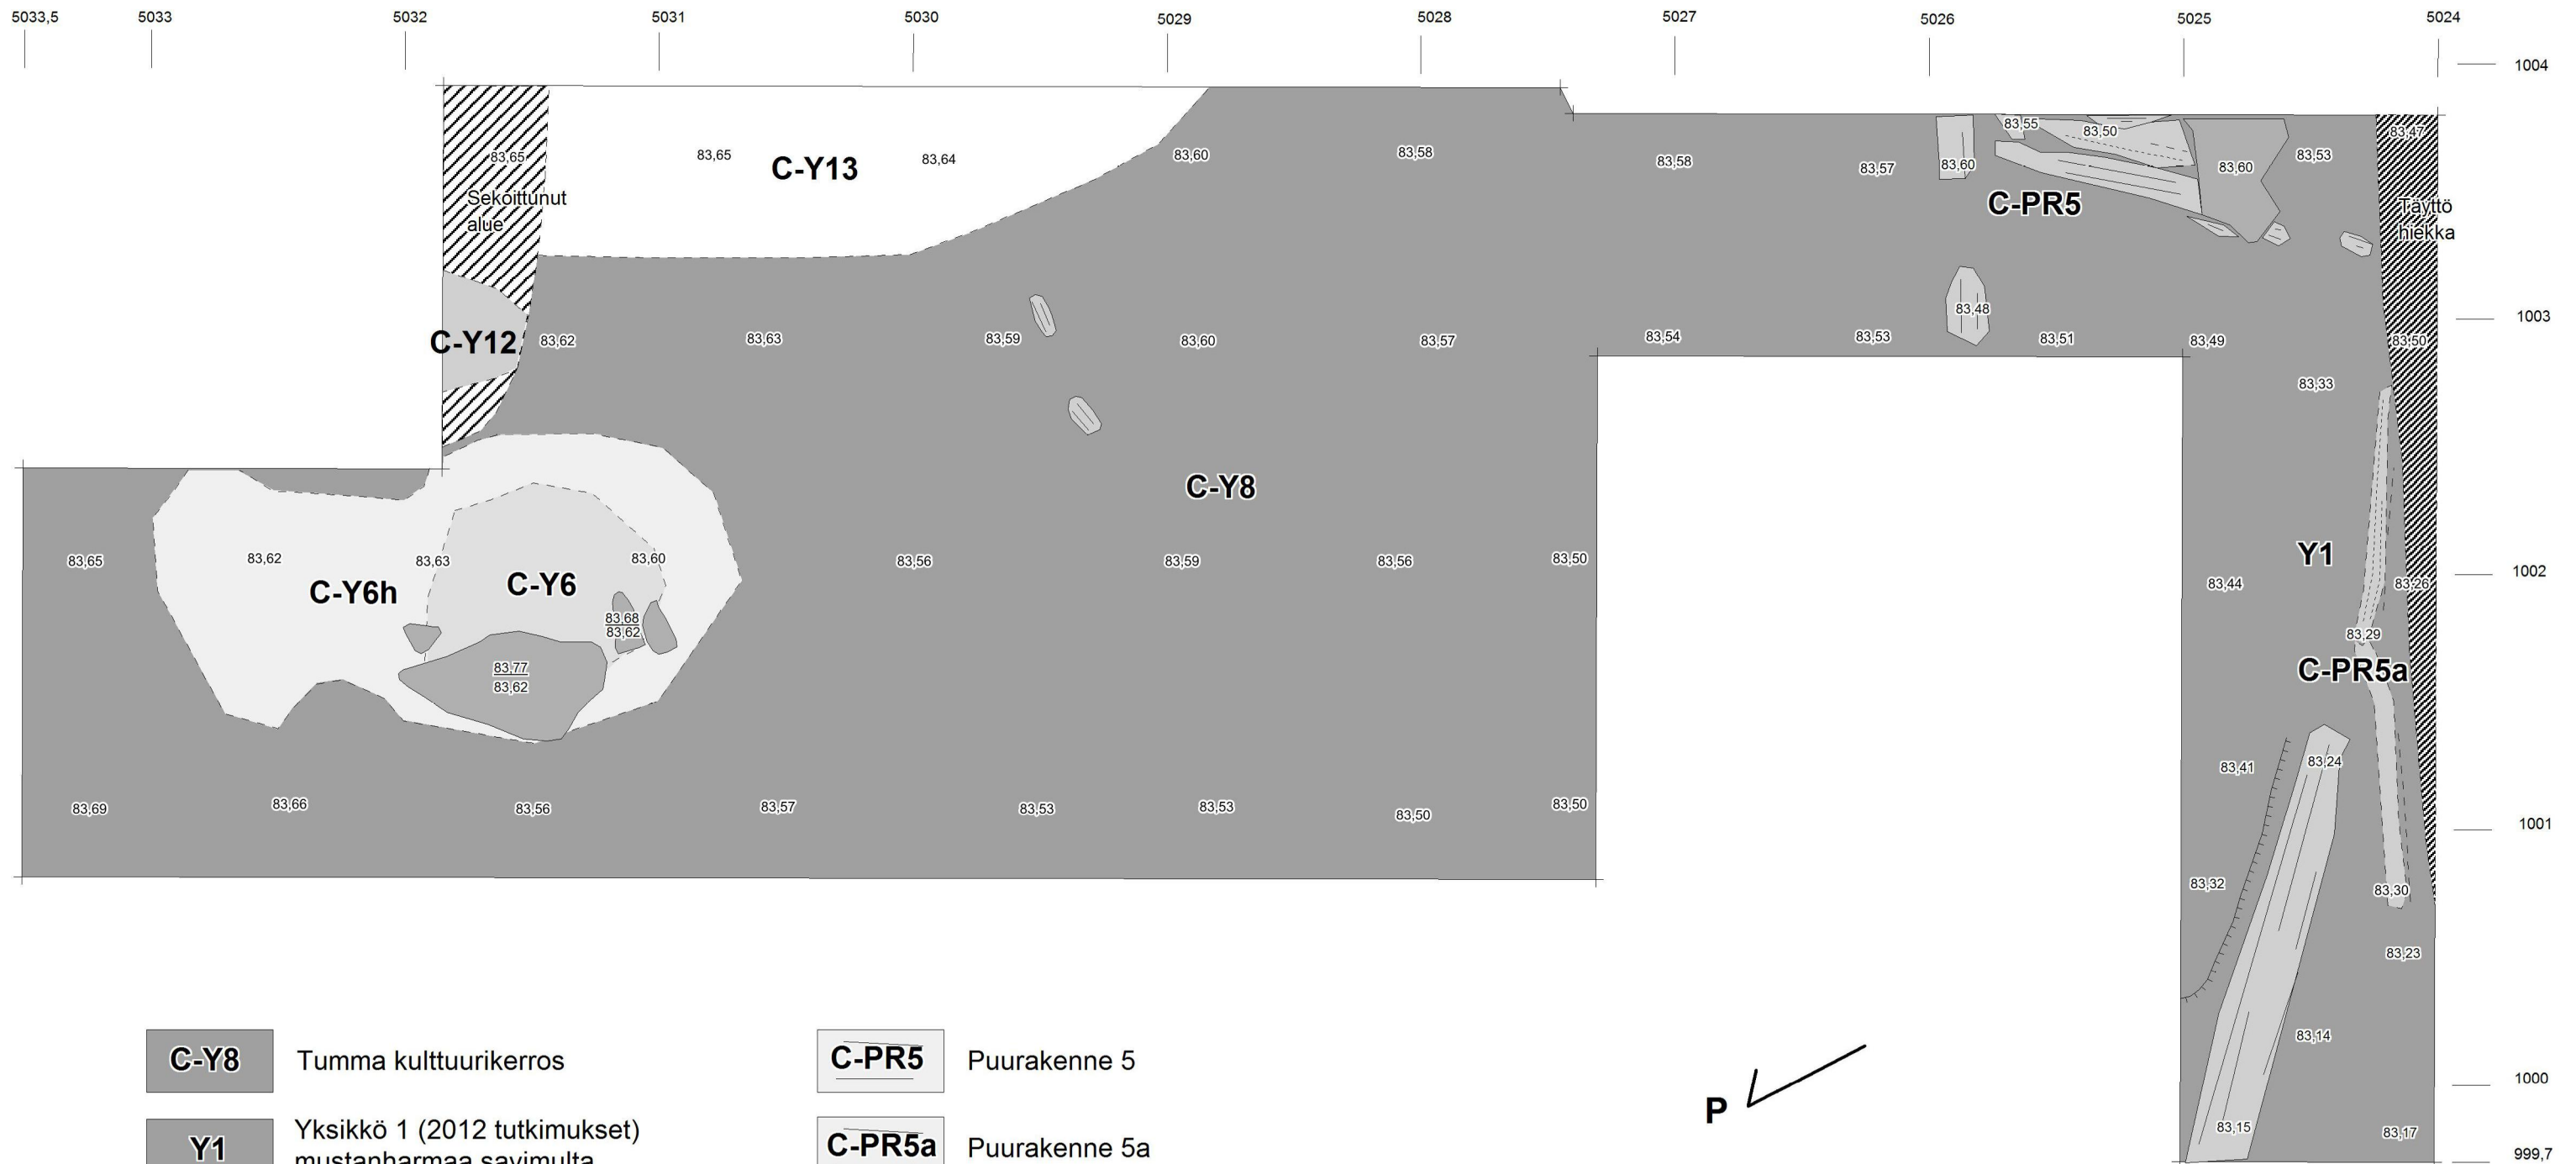 5033,5 5033 5032 5031 5030 5029 5028 5027 5026 5025 5024
1004
83,65 83,65 C-Y13 83,64 83,60 83,58 83,58 83,57 83,60 83,55 83,50 83,60 83,53 83,47
Sekoittunut
alue
C-PR5
Täyttö
hiekka
83,48
1003
C-Y12 83,62 83,63 83,59 83,60 83,57 83,54 83,53 83,51 83,49 83,50
83,33
C-Y8
Y1
83,65 83,62 83,63 83,60 83,56 83,59 83,56 83,50 83,44 83,26
1002
C-Y6h C-Y6
83,68
83,62
83,29
83,77
83,62
C-PR5a
83,41 83,24
83,69 83,66 83,56 83,57 83,53 83,53 83,50 83,50
1001
83,32 83,30
83,23
83,14
C-Y8 Tumma kulttuurikerros
C-PR5 Puurakenne 5
1000
P
Y1 Yksikkö 1 (2012 tutkimukset)
mustanharmaa savimulta
C-PR5a Puurakenne 5a
83,15 83,17
999,7